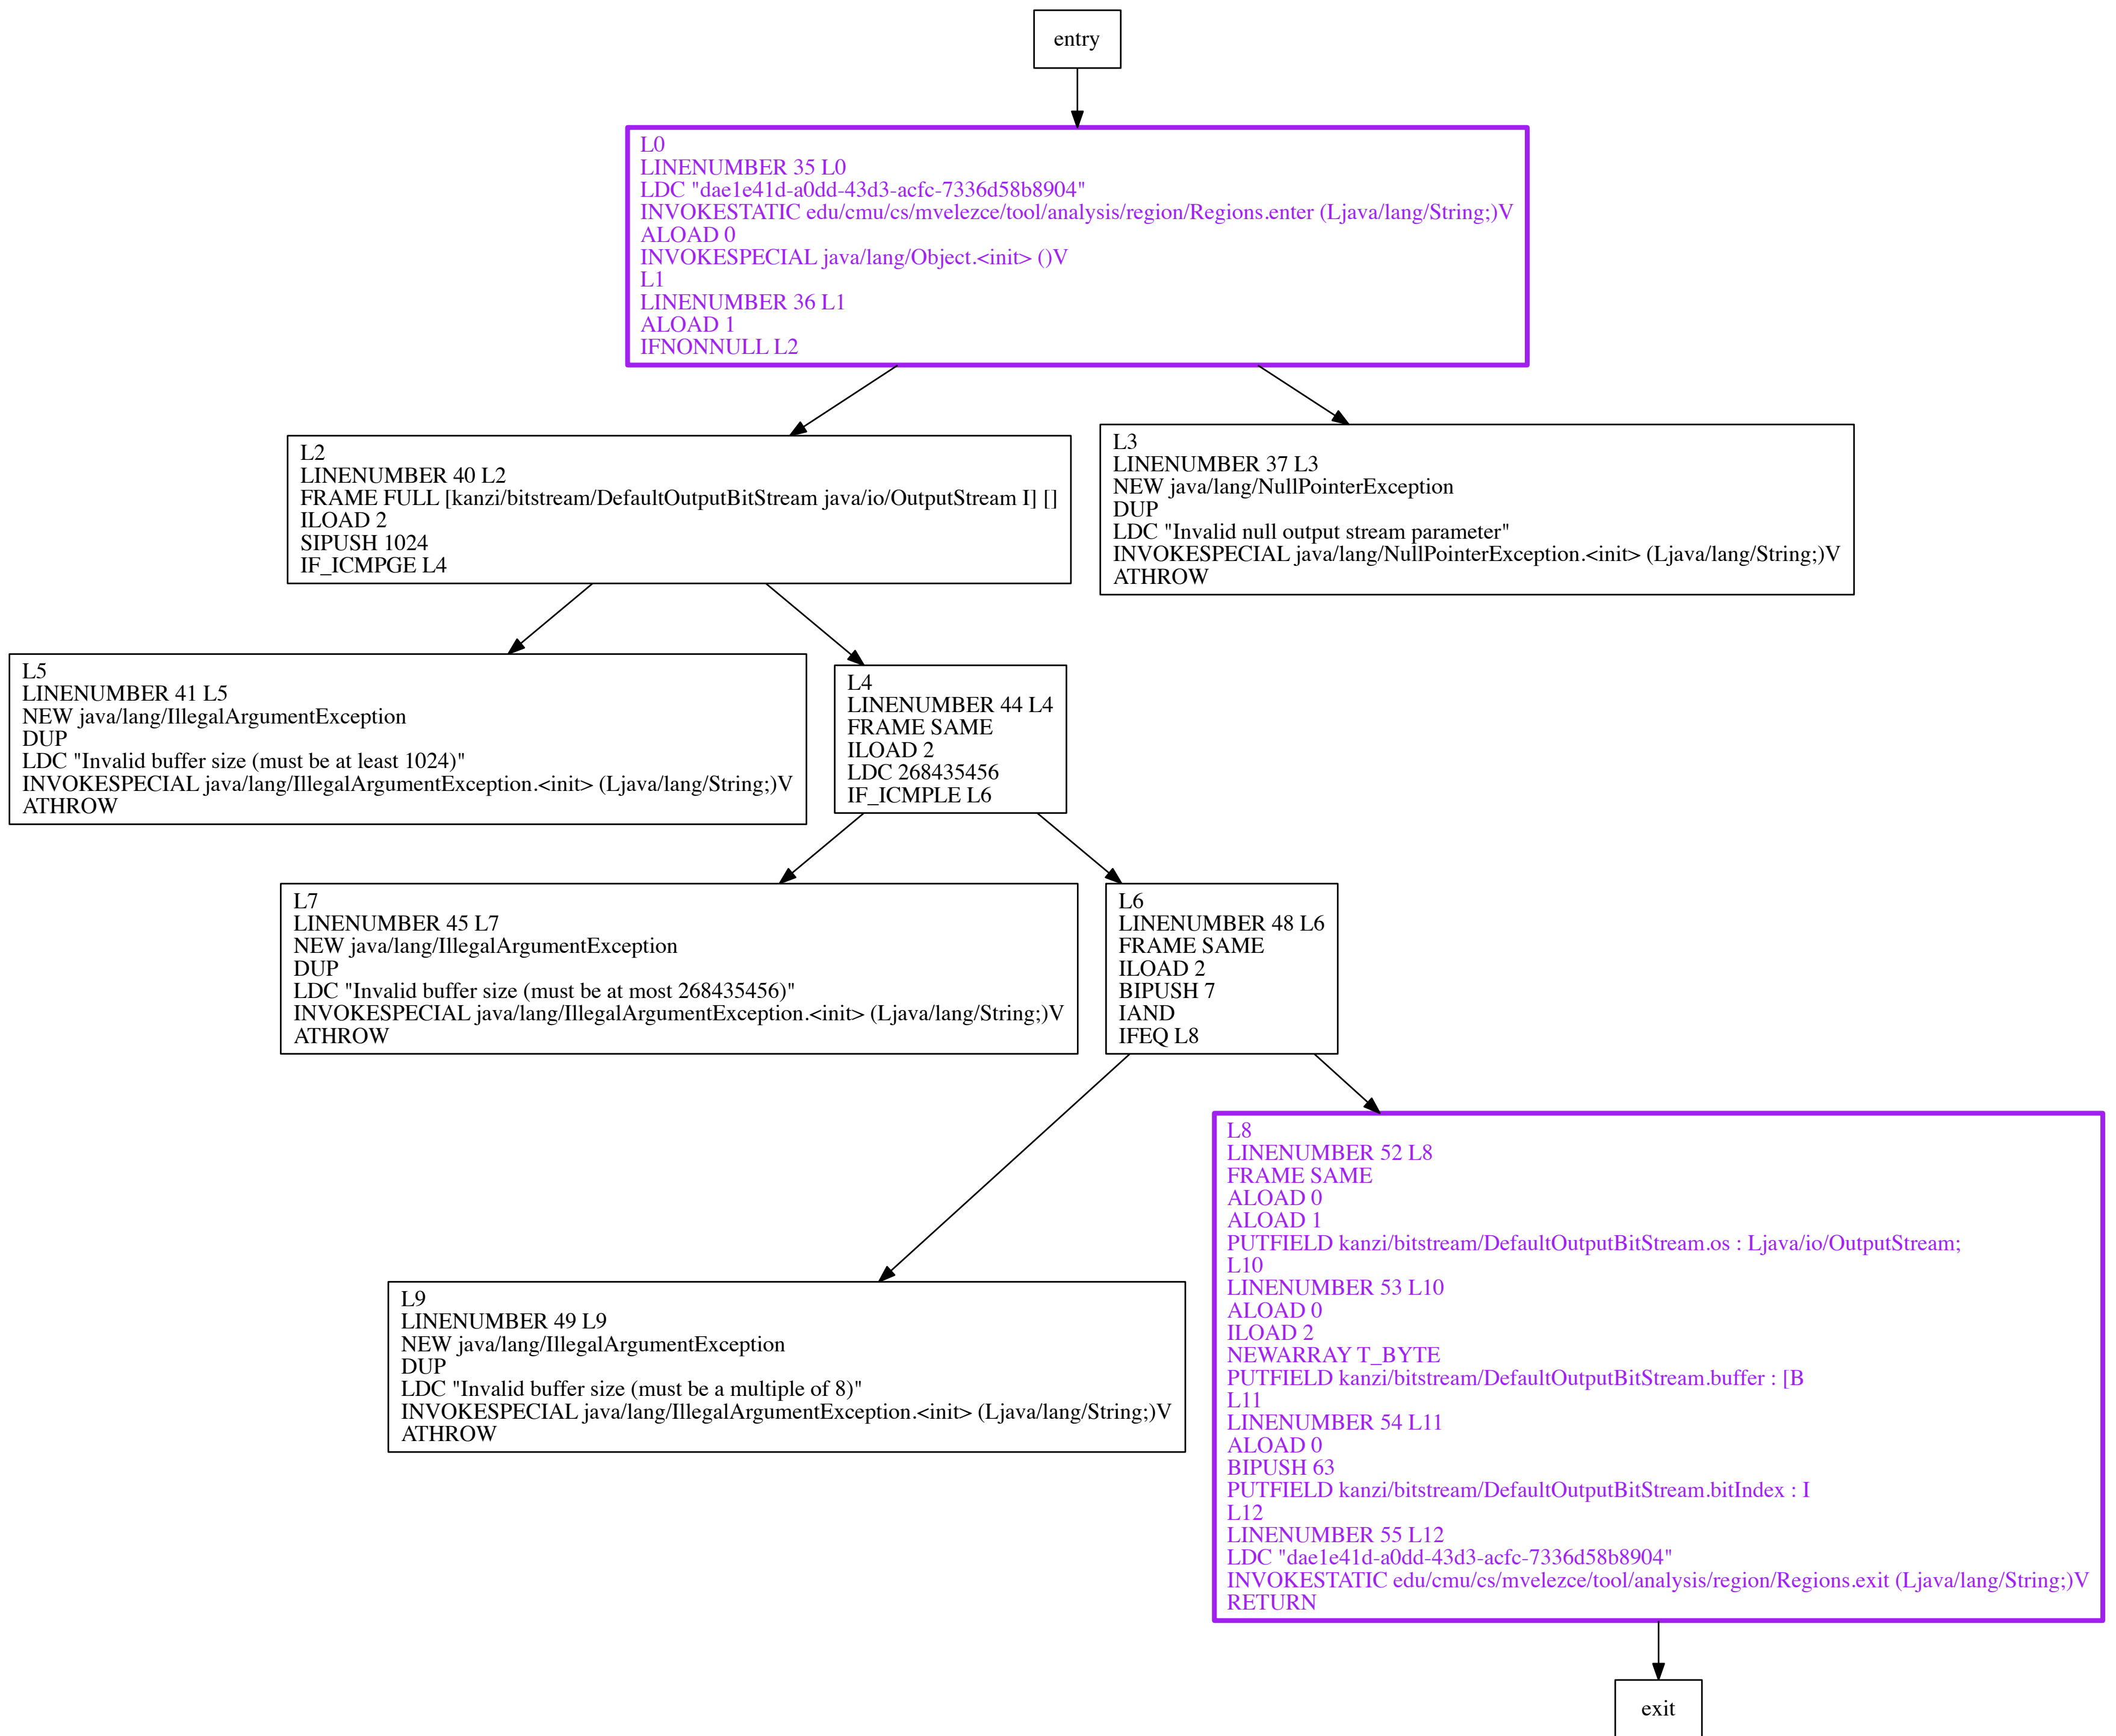 entry
L0
LINENUMBER 35 L0
LDC "dae1e41d-a0dd-43d3-acfc-7336d58b8904"
INVOKESTATIC edu/cmu/cs/mvelezce/tool/analysis/region/Regions.enter (Ljava/lang/String;)V
ALOAD 0
INVOKESPECIAL java/lang/Object.<init> ()V
L1
LINENUMBER 36 L1
ALOAD 1
IFNONNULL L2
L2
LINENUMBER 40 L2
FRAME FULL [kanzi/bitstream/DefaultOutputBitStream java/io/OutputStream I] []
ILOAD 2
SIPUSH 1024
IF_ICMPGE L4
L3
LINENUMBER 37 L3
NEW java/lang/NullPointerException
DUP
LDC "Invalid null output stream parameter"
INVOKESPECIAL java/lang/NullPointerException.<init> (Ljava/lang/String;)V
ATHROW
L5
LINENUMBER 41 L5
NEW java/lang/IllegalArgumentException
DUP
LDC "Invalid buffer size (must be at least 1024)"
INVOKESPECIAL java/lang/IllegalArgumentException.<init> (Ljava/lang/String;)V
ATHROW
L4
LINENUMBER 44 L4
FRAME SAME
ILOAD 2
LDC 268435456
IF_ICMPLE L6
L7
LINENUMBER 45 L7
NEW java/lang/IllegalArgumentException
DUP
LDC "Invalid buffer size (must be at most 268435456)"
INVOKESPECIAL java/lang/IllegalArgumentException.<init> (Ljava/lang/String;)V
ATHROW
L6
LINENUMBER 48 L6
FRAME SAME
ILOAD 2
BIPUSH 7
IAND
IFEQ L8
L9
LINENUMBER 49 L9
NEW java/lang/IllegalArgumentException
DUP
LDC "Invalid buffer size (must be a multiple of 8)"
INVOKESPECIAL java/lang/IllegalArgumentException.<init> (Ljava/lang/String;)V
ATHROW
L8
LINENUMBER 52 L8
FRAME SAME
ALOAD 0
ALOAD 1
PUTFIELD kanzi/bitstream/DefaultOutputBitStream.os : Ljava/io/OutputStream;
L10
LINENUMBER 53 L10
ALOAD 0
ILOAD 2
NEWARRAY T_BYTE
PUTFIELD kanzi/bitstream/DefaultOutputBitStream.buffer : [B
L11
LINENUMBER 54 L11
ALOAD 0
BIPUSH 63
PUTFIELD kanzi/bitstream/DefaultOutputBitStream.bitIndex : I
L12
LINENUMBER 55 L12
LDC "dae1e41d-a0dd-43d3-acfc-7336d58b8904"
INVOKESTATIC edu/cmu/cs/mvelezce/tool/analysis/region/Regions.exit (Ljava/lang/String;)V
RETURN
exit